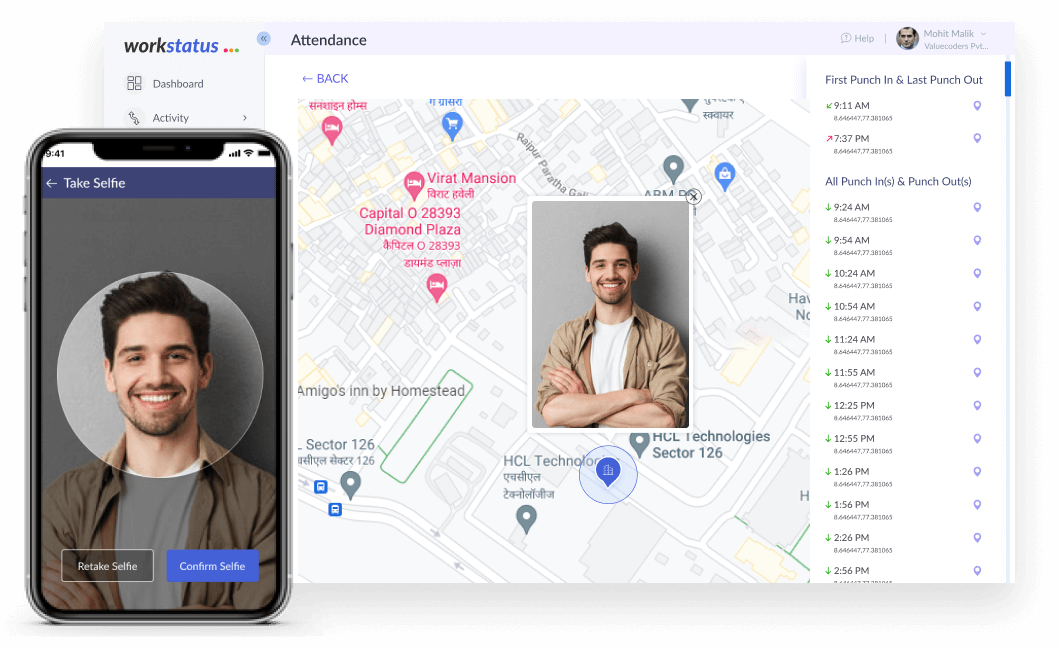 workstatus
Attendance
Help
Mohit Malik
Valuecoders Pvt...
Dashboard
Activity
← BACK
First Punch In & Last Punch Out
9:11 AM
8.646447,77.381065
7:37 PM
8.646447,77.381065
All Punch In(s) & Punch Out(s)
9:24 AM
8.646447,77.381065
9:54 AM
8.646447,77.381065
10:24 AM
8.646447,77.381065
10:54 AM
8.646447,77.381065
11:24 AM
8.646447,77.381065
11:55 AM
8.646447,77.381065
12:25 PM
8.646447,77.381065
12:55 PM
8.646447,77.381065
1:26 PM
8.646447,77.381065
1:56 PM
8.646447,77.381065
2:26 PM
8.646447,77.381065
2:56 PM
8.646447,77.381065
सनशाइन होम्स
स्क्वायर
Raipur Paratha Gali
Virat Mansion
विराट हवेली
ABM
Capital O 28393
Diamond Plaza
कैपिटल O 28393
डायमंड प्लाज़ा
Hav
No
Amigo's inn by Homestead
L Sector 126
सेक्टर 126
HCL Technologies
Sector 126
HCL Technolo
एचसीएल
टेक्नोलॉजीज
H
9:41
← Take Selfie
Retake Selfie
Confirm Selfie